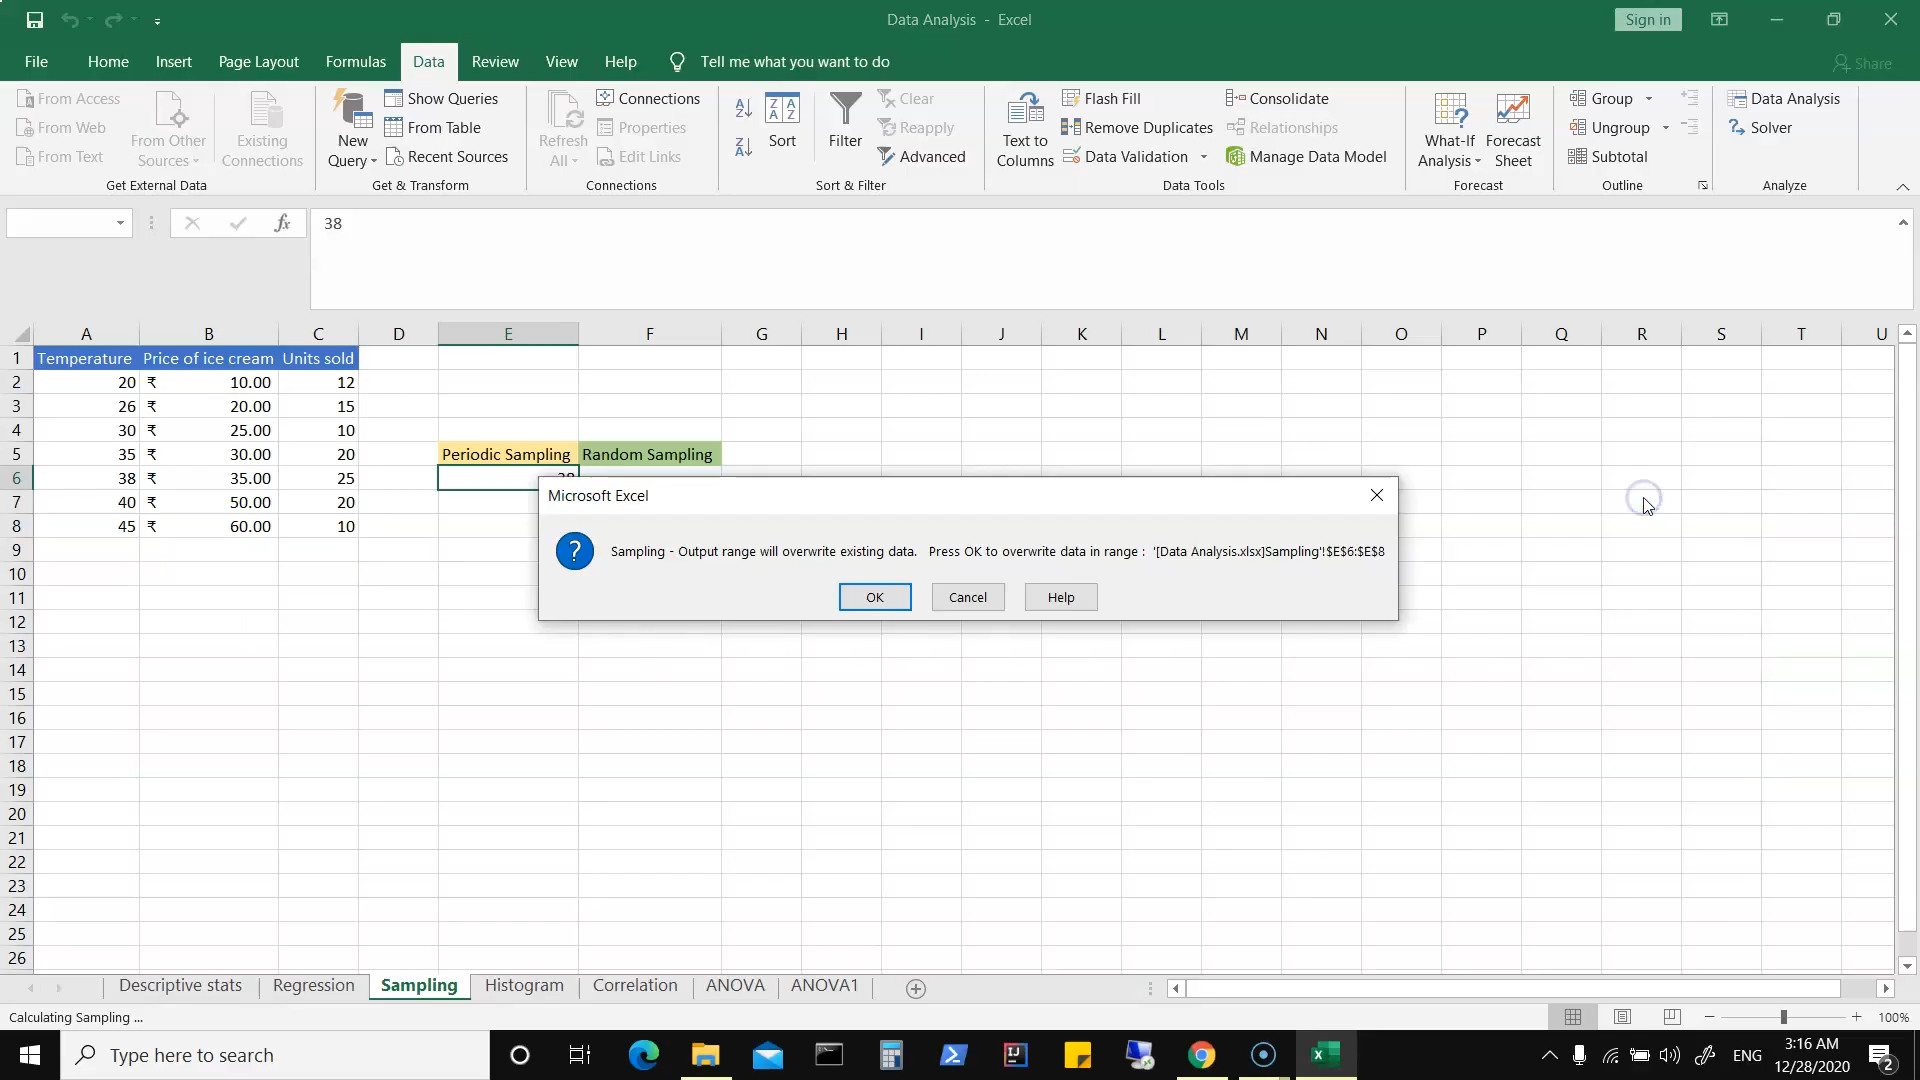 Data Analysis - Excel
Sign in
File Home Insert Page Layout Formulas Data Review View Help Tell me what you want to do Share
From Access
From Web
From Text
From Other Sources
Existing Connections
Get External Data
New Query
Show Queries
From Table
Recent Sources
Get & Transform
Refresh All
Connections
Properties
Edit Links
Connections
Sort
Filter
Clear
Reapply
Advanced
Sort & Filter
Text to Columns
Flash Fill
Remove Duplicates
Data Validation
Consolidate
Relationships
Manage Data Model
Data Tools
What-If Analysis
Forecast Sheet
Forecast
Group
Ungroup
Subtotal
Outline
Data Analysis
Solver
Analyze
fx 38
A B C D E F G H I J K L M N O P Q R S T U
1 Temperature Price of ice cream Units sold
2 20 ₹ 10.00 12
3 26 ₹ 20.00 15
4 30 ₹ 25.00 10
5 35 ₹ 30.00 20 Periodic Sampling Random Sampling
6 38 ₹ 35.00 25
7 40 ₹ 50.00 20
8 45 ₹ 60.00 10
9
10
11
12
13
14
15
16
17
18
19
20
21
22
23
24
25
26
Microsoft Excel
Sampling - Output range will overwrite existing data. Press OK to overwrite data in range : '[Data Analysis.xlsx]Sampling'!$E$6:$E$8
OK Cancel Help
Descriptive stats Regression Sampling Histogram Correlation ANOVA ANOVA1
Calculating Sampling ...
100%
Type here to search
ENG
3:16 AM
12/28/2020
2